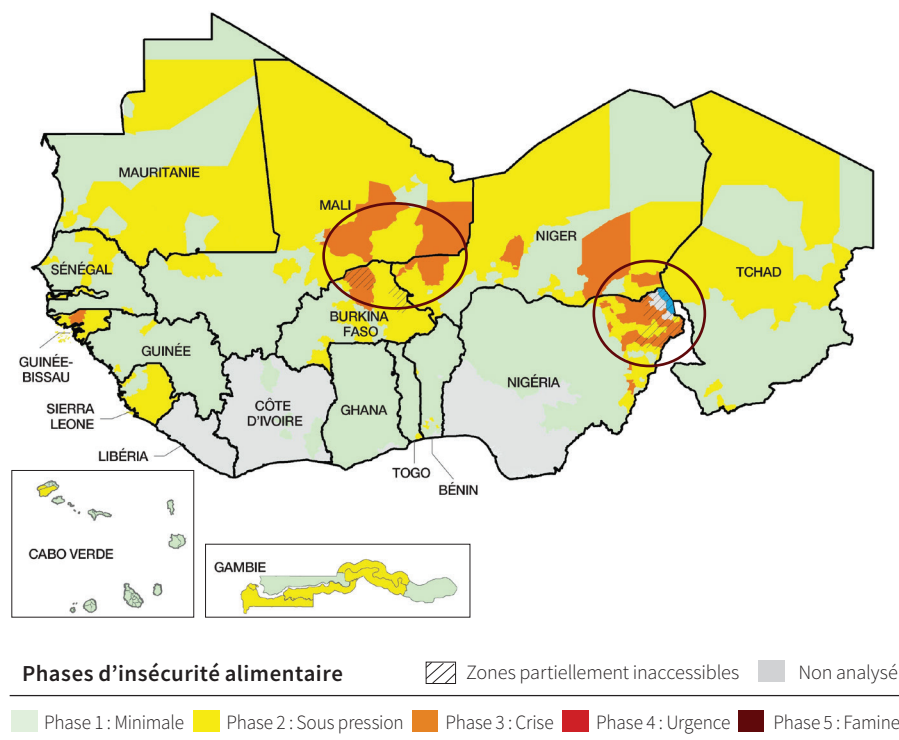 MAURITANIE
MALI
NIGER
TCHAD
SÉNÉGAL
BURKINA
FASO
GUINÉE-
BISSAU
GUINÉE
NIGÉRIA
SIERRA
LEONE
CÔTE
D'IVOIRE
GHANA
LIBÉRIA
TOGO
BÉNIN
CABO VERDE
GAMBIE
Phases d’insécurité alimentaire
Zones partiellement inaccessibles
Non analysé
Phase 1 : Minimale
Phase 2 : Sous pression
Phase 3 : Crise
Phase 4 : Urgence
Phase 5 : Famine